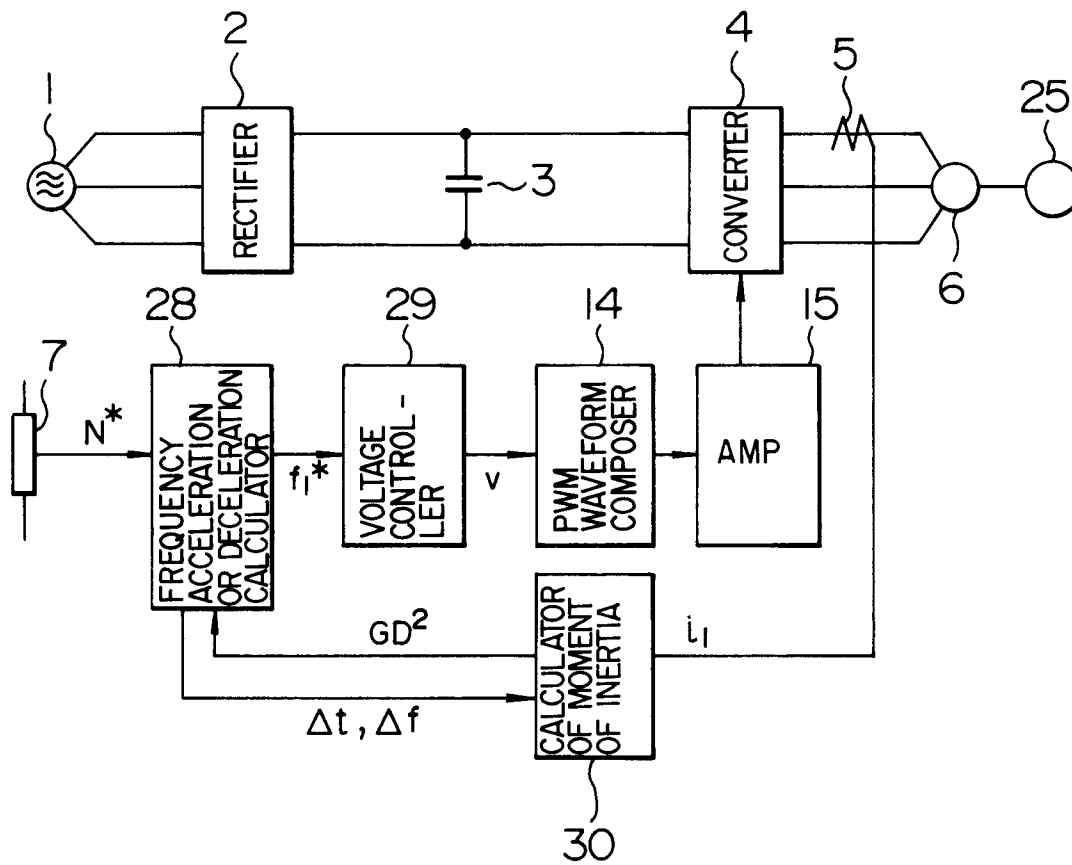 1
2
3
4
5
25
6
RECTIFIER
CONVERTER
7
28
29
14
15
N*
FREQUENCY
ACCELERATION
OR DECELERATION
CALCULATOR
f₁*
VOLTAGE
CONTROL-
LER
v
PWM
WAVEFORM
COMPOSER
AMP
GD²
Δt, Δf
CALCULATOR
OF MOMENT
OF INERTIA
i₁
30